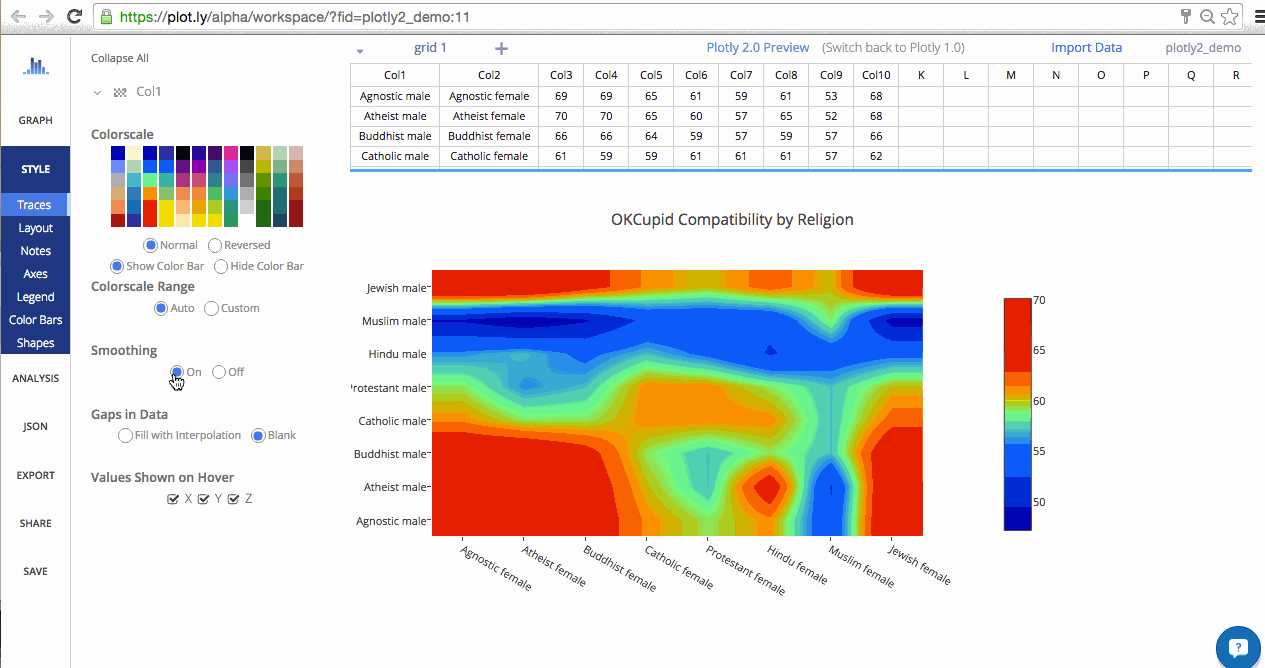 https://plot.ly/alpha/workspace/?fid=plotly2_demo:11
grid 1 + Plotly 2.0 Preview (Switch back to Plotly 1.0) Import Data plotly2_demo
GRAPH
STYLE
Traces
Layout
Notes
Axes
Legend
Color Bars
Shapes
ANALYSIS
JSON
EXPORT
SHARE
SAVE
Collapse All
Col1
Colorscale
Normal Reversed
Show Color Bar Hide Color Bar
Colorscale Range
Auto Custom
Smoothing
On Off
Gaps in Data
Fill with Interpolation Blank
Values Shown on Hover
X Y Z
Col1 Col2 Col3 Col4 Col5 Col6 Col7 Col8 Col9 Col10 K L M N O P Q R
Agnostic male Agnostic female 69 69 65 61 59 61 53 68
Atheist male Atheist female 70 70 65 60 57 65 52 68
Buddhist male Buddhist female 66 66 64 59 57 59 57 66
Catholic male Catholic female 61 59 59 61 61 61 57 62
OKCupid Compatibility by Religion
Jewish male
Muslim male
Hindu male
rotestant male
Catholic male
Buddhist male
Atheist male
Agnostic male
Agnostic female
Atheist female
Buddhist female
Catholic female
Protestant female
Hindu female
Muslim female
Jewish female
70
65
60
55
50
?